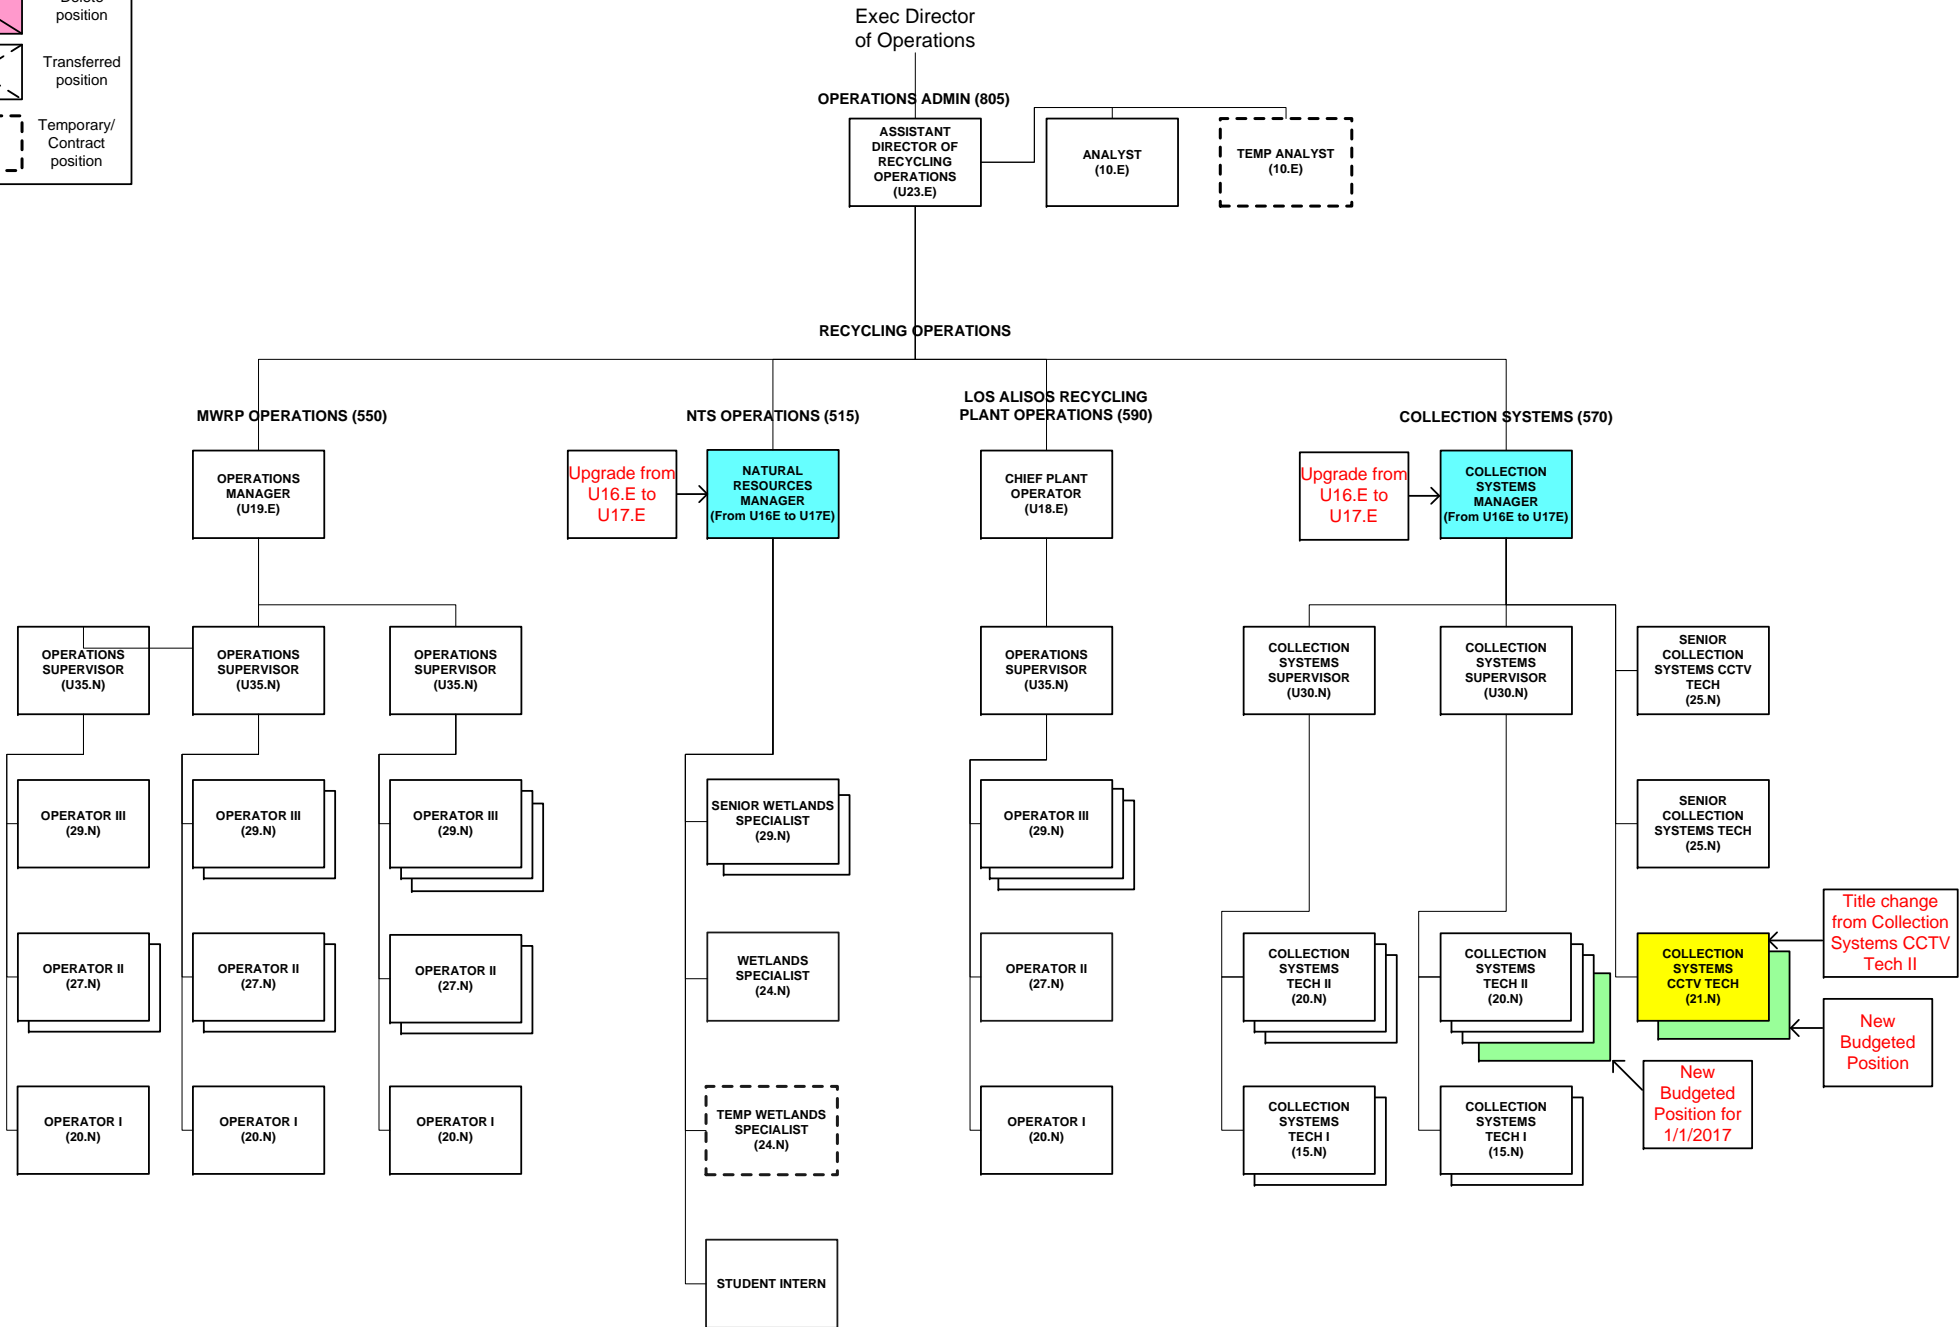 Delete
position
Transferred
position
Temporary/
Contract
position
Exec Director
of Operations
OPERATIONS ADMIN (805)
ASSISTANT
DIRECTOR OF
RECYCLING
OPERATIONS
(U23.E)
ANALYST
(10.E)
TEMP ANALYST
(10.E)
RECYCLING OPERATIONS
MWRP OPERATIONS (550)
NTS OPERATIONS (515)
LOS ALISOS RECYCLING
PLANT OPERATIONS (590)
COLLECTION SYSTEMS (570)
OPERATIONS
MANAGER
(U19.E)
Upgrade from
U16.E to
U17.E
NATURAL
RESOURCES
MANAGER
(From U16E to U17E)
CHIEF PLANT
OPERATOR
(U18.E)
Upgrade from
U16.E to
U17.E
COLLECTION
SYSTEMS
MANAGER
(From U16E to U17E)
OPERATIONS
SUPERVISOR
(U35.N)
OPERATIONS
SUPERVISOR
(U35.N)
OPERATIONS
SUPERVISOR
(U35.N)
OPERATIONS
SUPERVISOR
(U35.N)
COLLECTION
SYSTEMS
SUPERVISOR
(U30.N)
COLLECTION
SYSTEMS
SUPERVISOR
(U30.N)
SENIOR
COLLECTION
SYSTEMS CCTV
TECH
(25.N)
OPERATOR III
(29.N)
OPERATOR III
(29.N)
OPERATOR III
(29.N)
SENIOR WETLANDS
SPECIALIST
(29.N)
OPERATOR III
(29.N)
SENIOR
COLLECTION
SYSTEMS TECH
(25.N)
OPERATOR II
(27.N)
OPERATOR II
(27.N)
OPERATOR II
(27.N)
WETLANDS
SPECIALIST
(24.N)
OPERATOR II
(27.N)
COLLECTION
SYSTEMS
TECH II
(20.N)
COLLECTION
SYSTEMS
TECH II
(20.N)
COLLECTION
SYSTEMS
CCTV TECH
(21.N)
Title change
from Collection
Systems CCTV
Tech II
New
Budgeted
Position
OPERATOR I
(20.N)
OPERATOR I
(20.N)
OPERATOR I
(20.N)
TEMP WETLANDS
SPECIALIST
(24.N)
OPERATOR I
(20.N)
COLLECTION
SYSTEMS
TECH I
(15.N)
COLLECTION
SYSTEMS
TECH I
(15.N)
New
Budgeted
Position for
1/1/2017
STUDENT INTERN